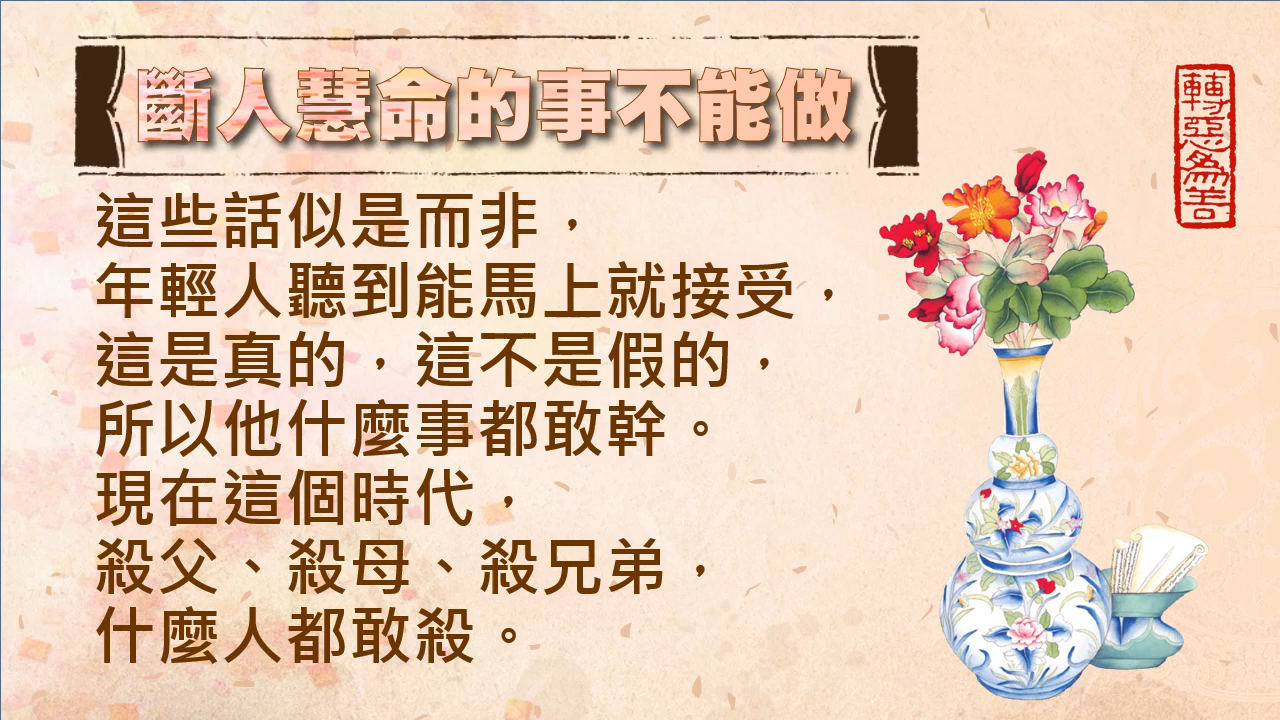 斷人慧命的事不能做
轉惡為善
這些話似是而非，
年輕人聽到能馬上就接受，
這是真的，這不是假的，
所以他什麼事都敢幹。
現在這個時代，
殺父、殺母、殺兄弟，
什麼人都敢殺。